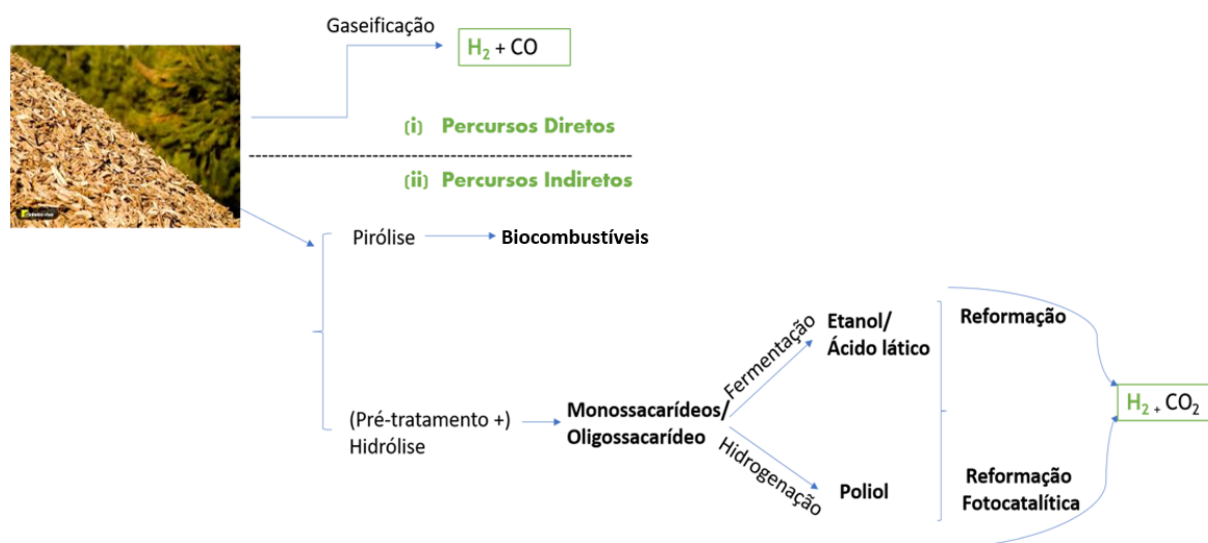 Gaseificação
H₂ + CO
(i) Percursos Diretos
(ii) Percursos Indiretos
Pirólise
Biocombustíveis
(Pré-tratamento +)
Hidrólise
Monossacarídeos/
Oligossacarídeo
Fermentação
Hidrogenação
Etanol/
Ácido lático
Poliol
Reformação
Reformação
Fotocatalítica
H₂ + CO₂